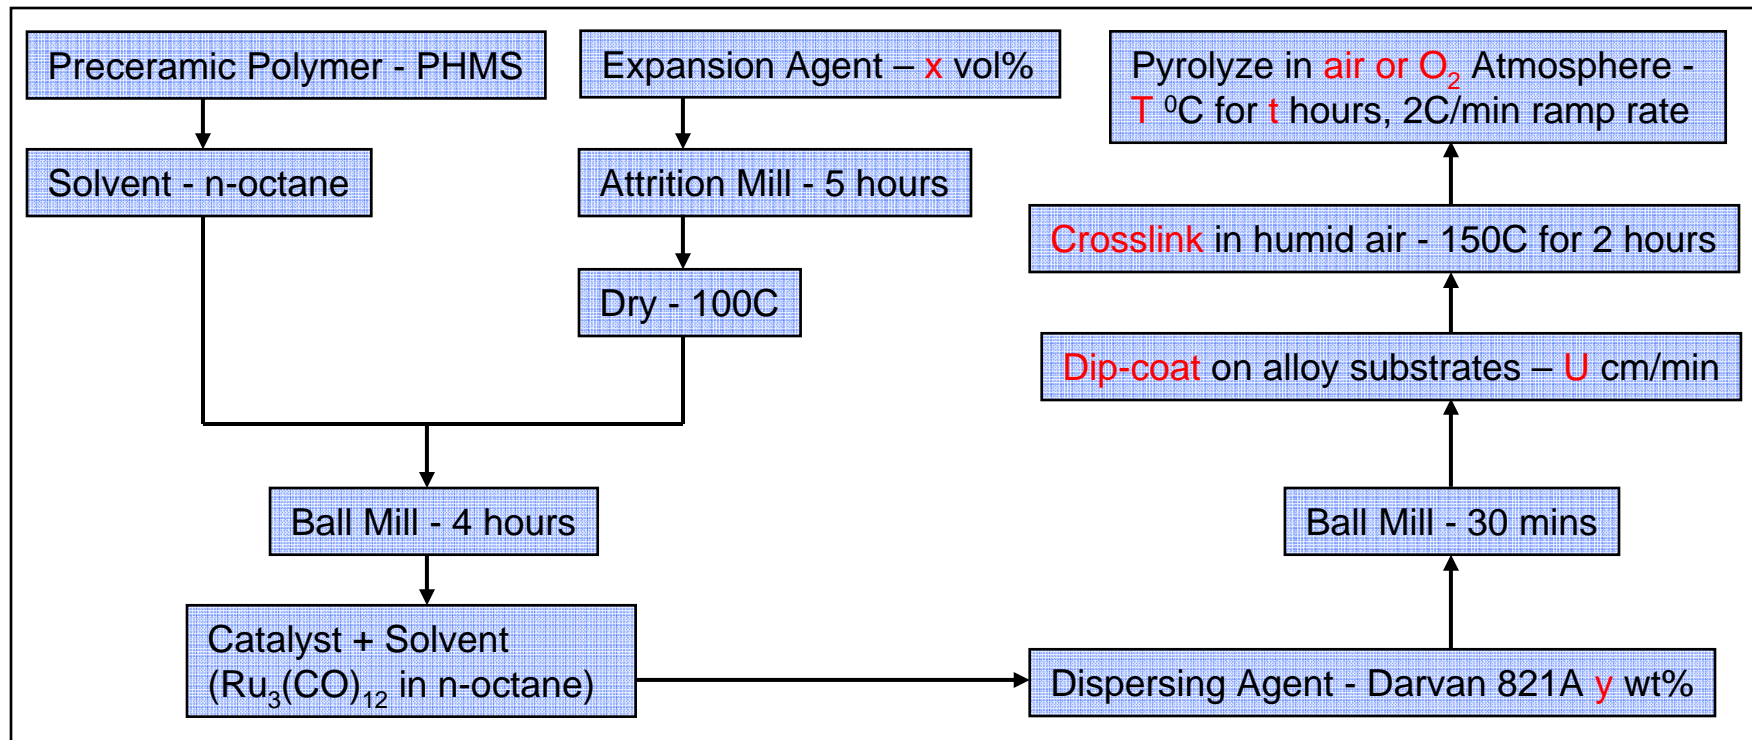 Preceramic Polymer - PHMS
Solvent - n-octane
Expansion Agent – x vol%
Attrition Mill - 5 hours
Dry - 100C
Ball Mill - 4 hours
Catalyst + Solvent
(Ru3(CO)12 in n-octane)
Dispersing Agent - Darvan 821A y wt%
Ball Mill - 30 mins
Dip-coat on alloy substrates – U cm/min
Crosslink in humid air - 150C for 2 hours
Pyrolyze in air or O2 Atmosphere -
T ⁰C for t hours, 2C/min ramp rate